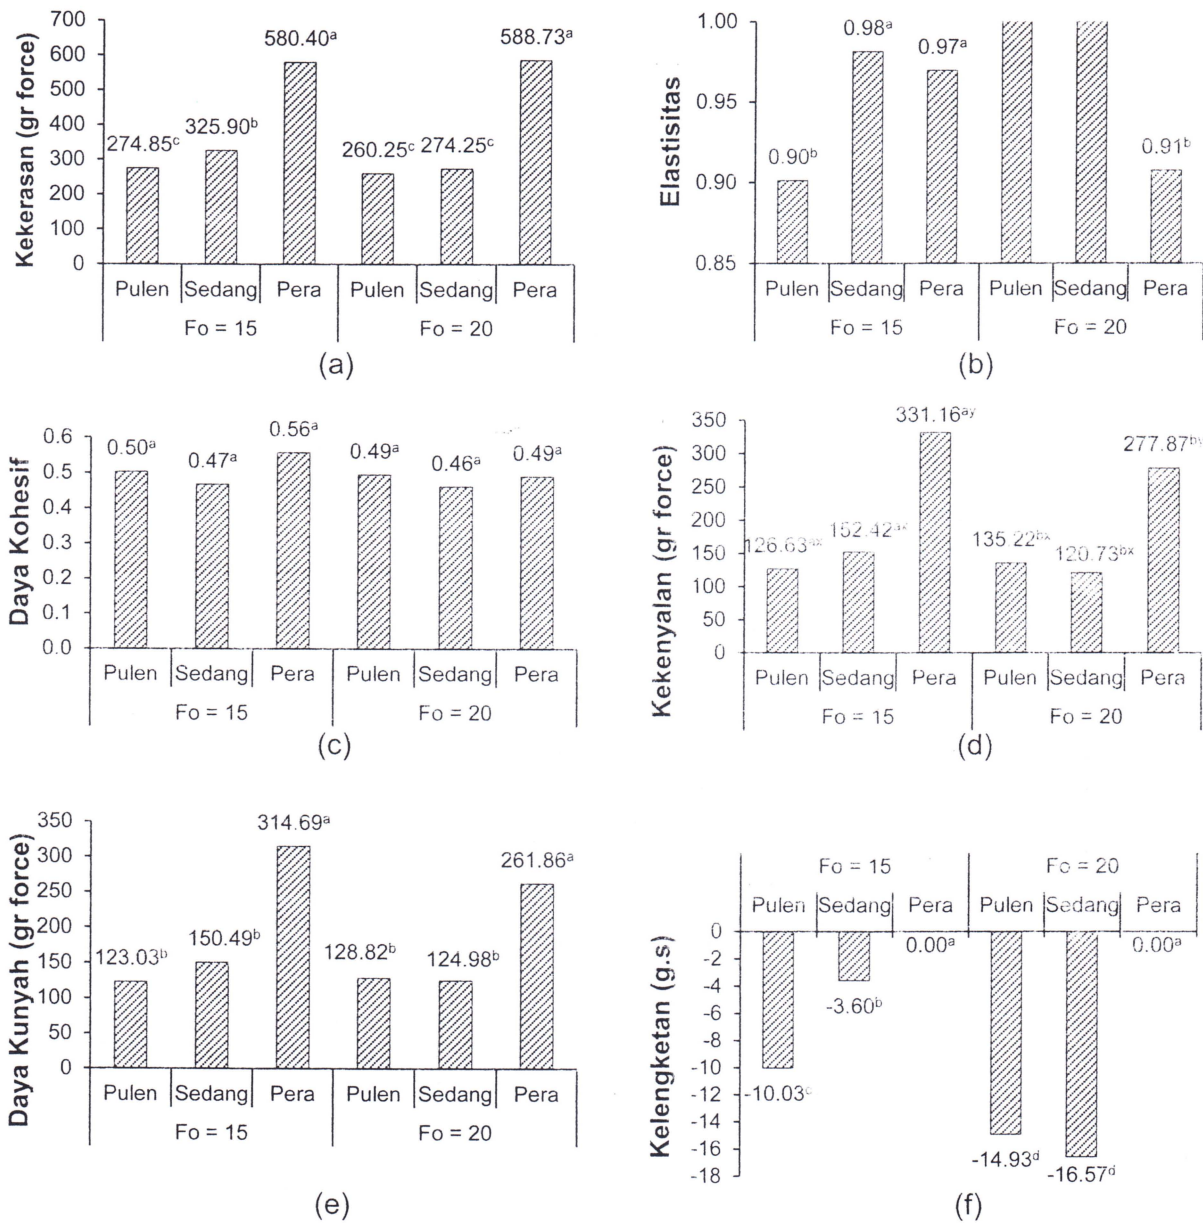 Kekerasan (gr force)
700
600
500
400
300
200
100
0
274.85ᶜ
325.90ᵇ
580.40ᵃ
260.25ᶜ
274.25ᶜ
588.73ᵃ
Pulen Sedang Pera Pulen Sedang Pera
Fo = 15 Fo = 20
(a)
Elastisitas
1.00
0.95
0.90
0.85
0.90ᵇ
0.98ᵃ
0.97ᵃ
0.91ᵇ
Pulen Sedang Pera Pulen Sedang Pera
Fo = 15 Fo = 20
(b)
Daya Kohesif
0.6
0.5
0.4
0.3
0.2
0.1
0.0
0.50ᵃ
0.47ᵃ
0.56ᵃ
0.49ᵃ
0.46ᵃ
0.49ᵃ
Pulen Sedang Pera Pulen Sedang Pera
Fo = 15 Fo = 20
(c)
Kekenyalan (gr force)
350
300
250
200
150
100
50
0
126.63ᵃˣ
152.42ᵃˣ
331.16ᵃʸ
135.22ᵇˣ
120.73ᵇˣ
277.87ᵇʸ
Pulen Sedang Pera Pulen Sedang Pera
Fo = 15 Fo = 20
(d)
Daya Kunyah (gr force)
350
300
250
200
150
100
50
0
123.03ᵇ
150.49ᵇ
314.69ᵃ
128.82ᵇ
124.98ᵇ
261.86ᵃ
Pulen Sedang Pera Pulen Sedang Pera
Fo = 15 Fo = 20
(e)
Kelengketan (g.s)
Fo = 15 Fo = 20
Pulen Sedang Pera Pulen Sedang Pera
0
-2
-4
-6
-8
-10
-12
-14
-16
-18
-10.03ᶜ
-3.60ᵇ
0.00ᵃ
-14.93ᵈ
-16.57ᵈ
0.00ᵃ
(f)